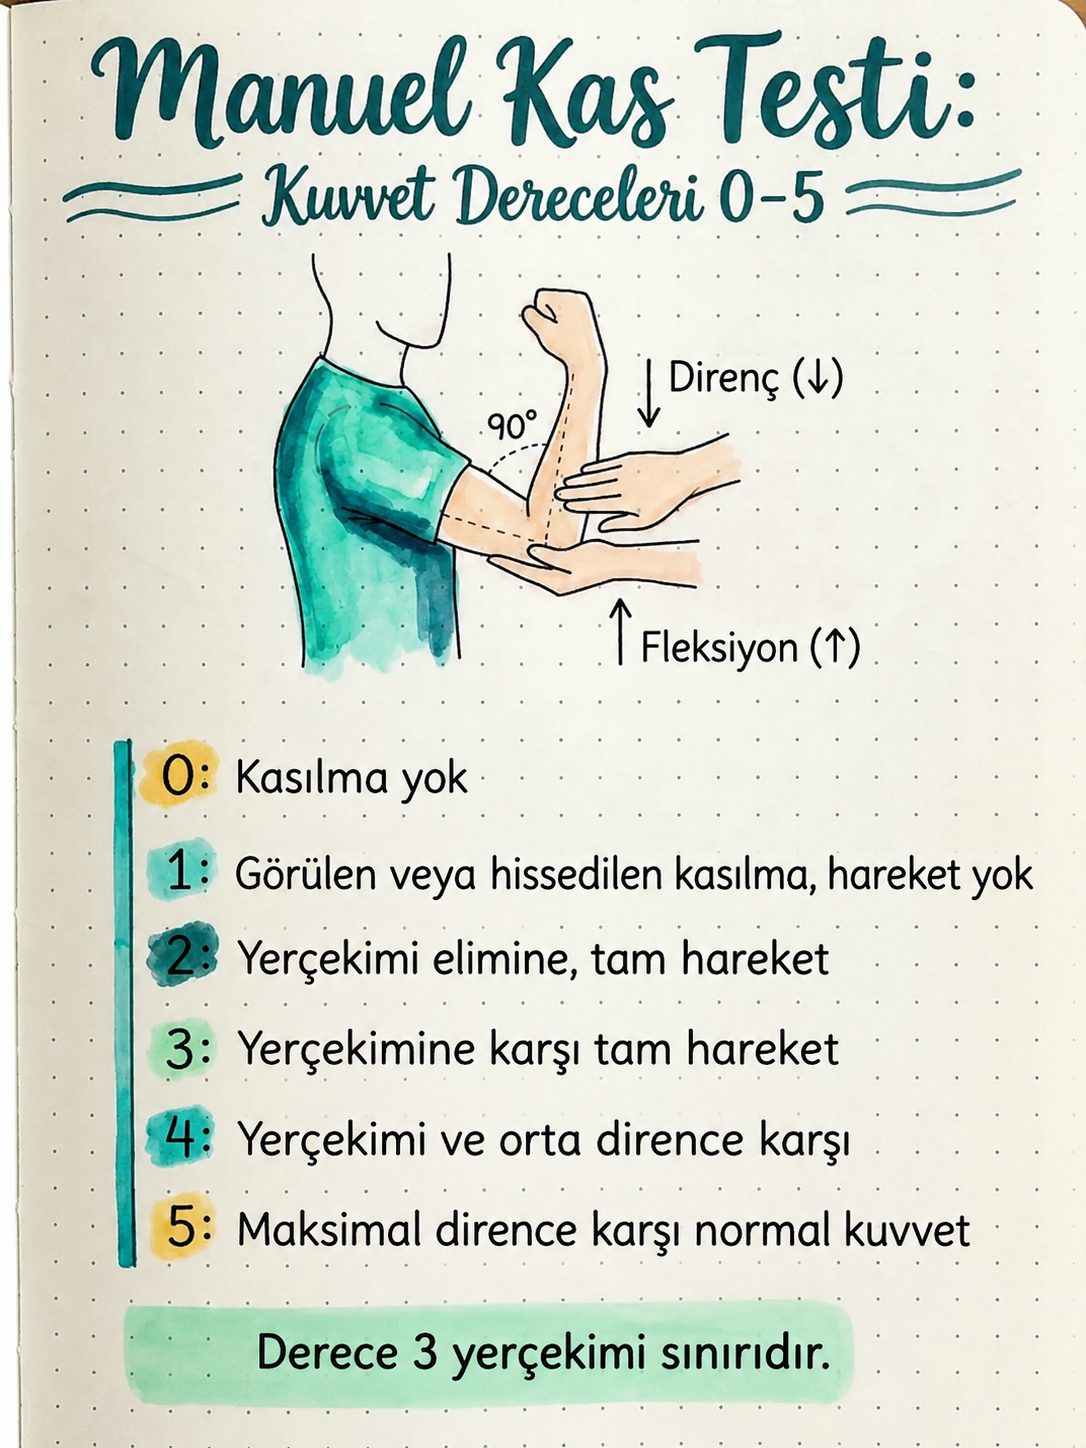 Manuel Kas Testi:
Kuvvet Dereceleri 0-5
90°
Direnç (↓)
Fleksiyon (↑)
0: Kasılma yok
1: Görülen veya hissedilen kasılma, hareket yok
2: Yerçekimi elimine, tam hareket
3: Yerçekimine karşı tam hareket
4: Yerçekimi ve orta dirence karşı
5: Maksimal dirence karşı normal kuvvet
Derece 3 yerçekimi sınırıdır.